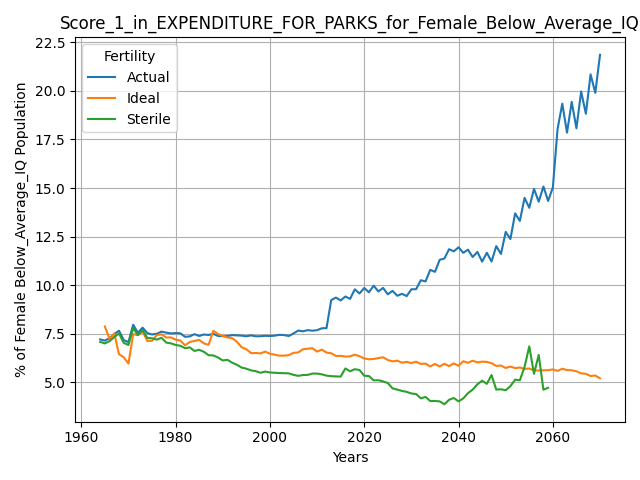 Score_1_in_EXPENDITURE_FOR_PARKS_for_Female_Below_Average_IQ
% of Female Below_Average_IQ Population
22.5
20.0
17.5
15.0
12.5
10.0
7.5
5.0
Fertility
Actual
Ideal
Sterile
1960 1980 2000 2020 2040 2060
Years